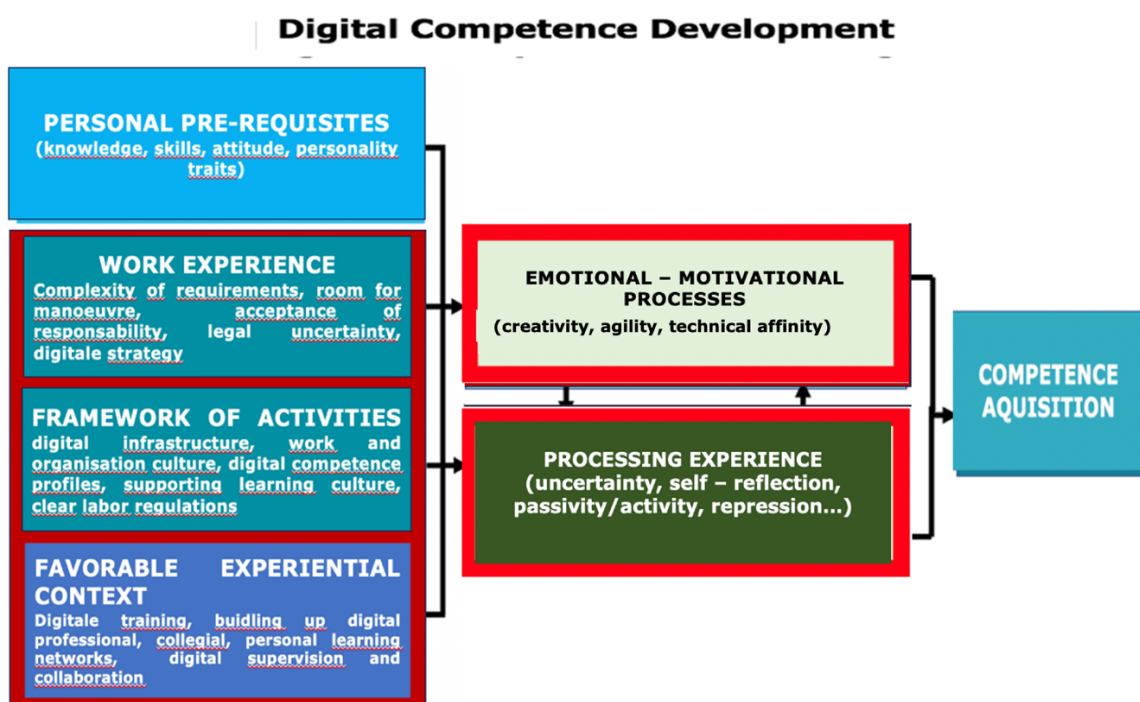 Digital Competence Development
PERSONAL PRE-REQUISITES
(knowledge, skills, attitude, personality
traits)
WORK EXPERIENCE
Complexity of requirements, room for
manoeuvre, acceptance of
responsability, legal uncertainty,
digitale strategy
FRAMEWORK OF ACTIVITIES
digital infrastructure, work and
organisation culture, digital competence
profiles, supporting learning culture,
clear labor regulations
FAVORABLE EXPERIENTIAL
CONTEXT
Digitale training, buidling up digital
professional, collegial, personal learning
networks, digital supervision and
collaboration
EMOTIONAL – MOTIVATIONAL
PROCESSES
(creativity, agility, technical affinity)
PROCESSING EXPERIENCE
(uncertainty, self – reflection,
passivity/activity, repression...)
COMPETENCE
AQUISITION